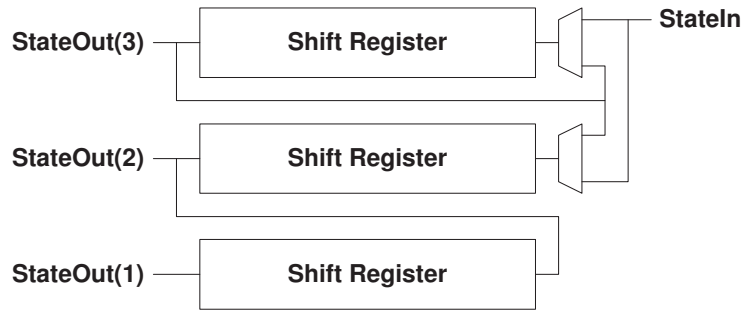 StateIn
StateOut(3)
Shift Register
StateOut(2)
Shift Register
StateOut(1)
Shift Register